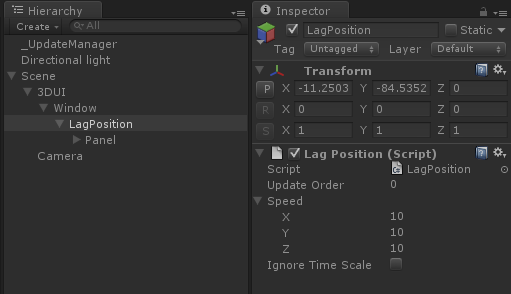 Hierarchy
Create
All
_UpdateManager
Directional light
Scene
3DUI
Window
LagPosition
Panel
Camera
Inspector
LagPosition
Static
Tag Untagged Layer Default
Transform
P X -11.2503 Y -84.5352 Z 0
R X 0 Y 0 Z 0
S X 1 Y 1 Z 1
Lag Position (Script)
Script LagPosition
Update Order 0
Speed
X 10
Y 10
Z 10
Ignore Time Scale